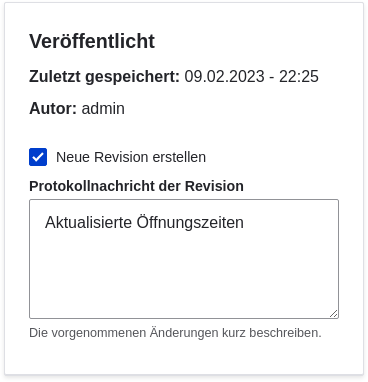 Veröffentlicht
Zuletzt gespeichert: 09.02.2023 - 22:25
Autor: admin
Neue Revision erstellen
Protokollnachricht der Revision
Aktualisierte Öffnungszeiten
Die vorgenommenen Änderungen kurz beschreiben.